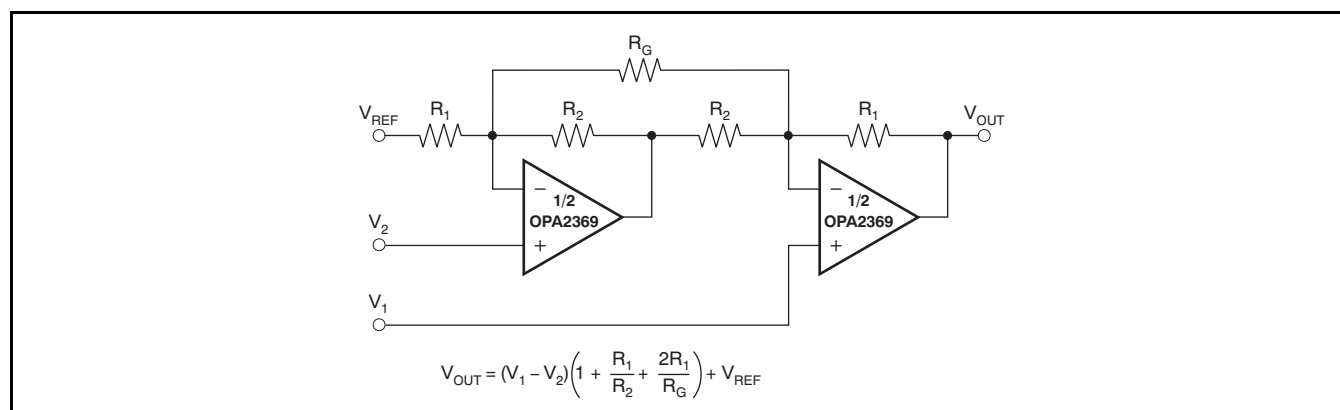 R_G
V_REF R_1 R_2 R_2 R_1 V_OUT
− 1/2 OPA2369 +
− 1/2 OPA2369 +
V_2
V_1
V_OUT = (V_1 − V_2)(1 + R_1/R_2 + 2R_1/R_G) + V_REF